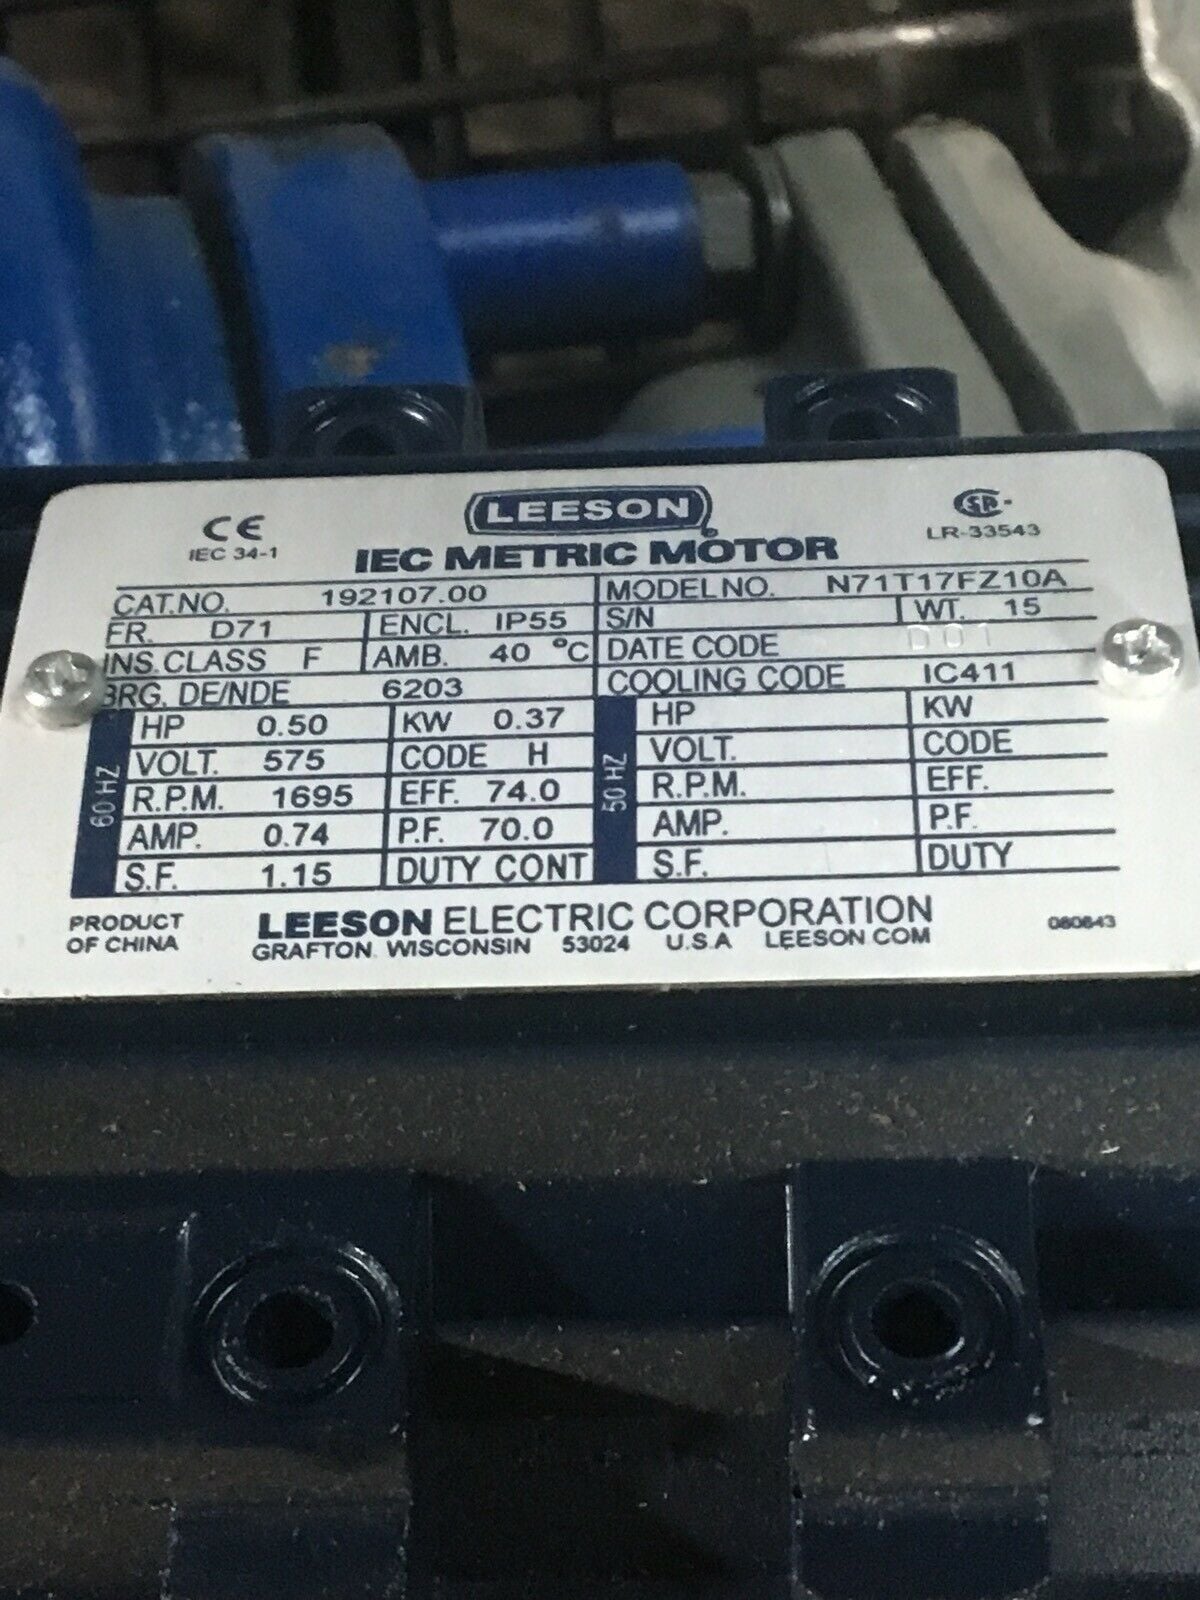 CE
IEC 34-1
LEESON
IEC METRIC MOTOR
LR-33543
CAT.NO. 192107.00 MODEL NO. N71T17FZ10A
FR. D71 ENCL. IP55 S/N WT. 15
INS.CLASS F AMB. 40 °C DATE CODE D01
BRG. DE/NDE 6203 COOLING CODE IC411
60 HZ
HP 0.50 KW 0.37
VOLT. 575 CODE H
R.P.M. 1695 EFF. 74.0
AMP. 0.74 P.F. 70.0
S.F. 1.15 DUTY CONT
50 HZ
HP KW
VOLT. CODE
R.P.M. EFF.
AMP. P.F.
S.F. DUTY
PRODUCT
OF CHINA
LEESON ELECTRIC CORPORATION
GRAFTON. WISCONSIN 53024 U.S.A LEESON.COM